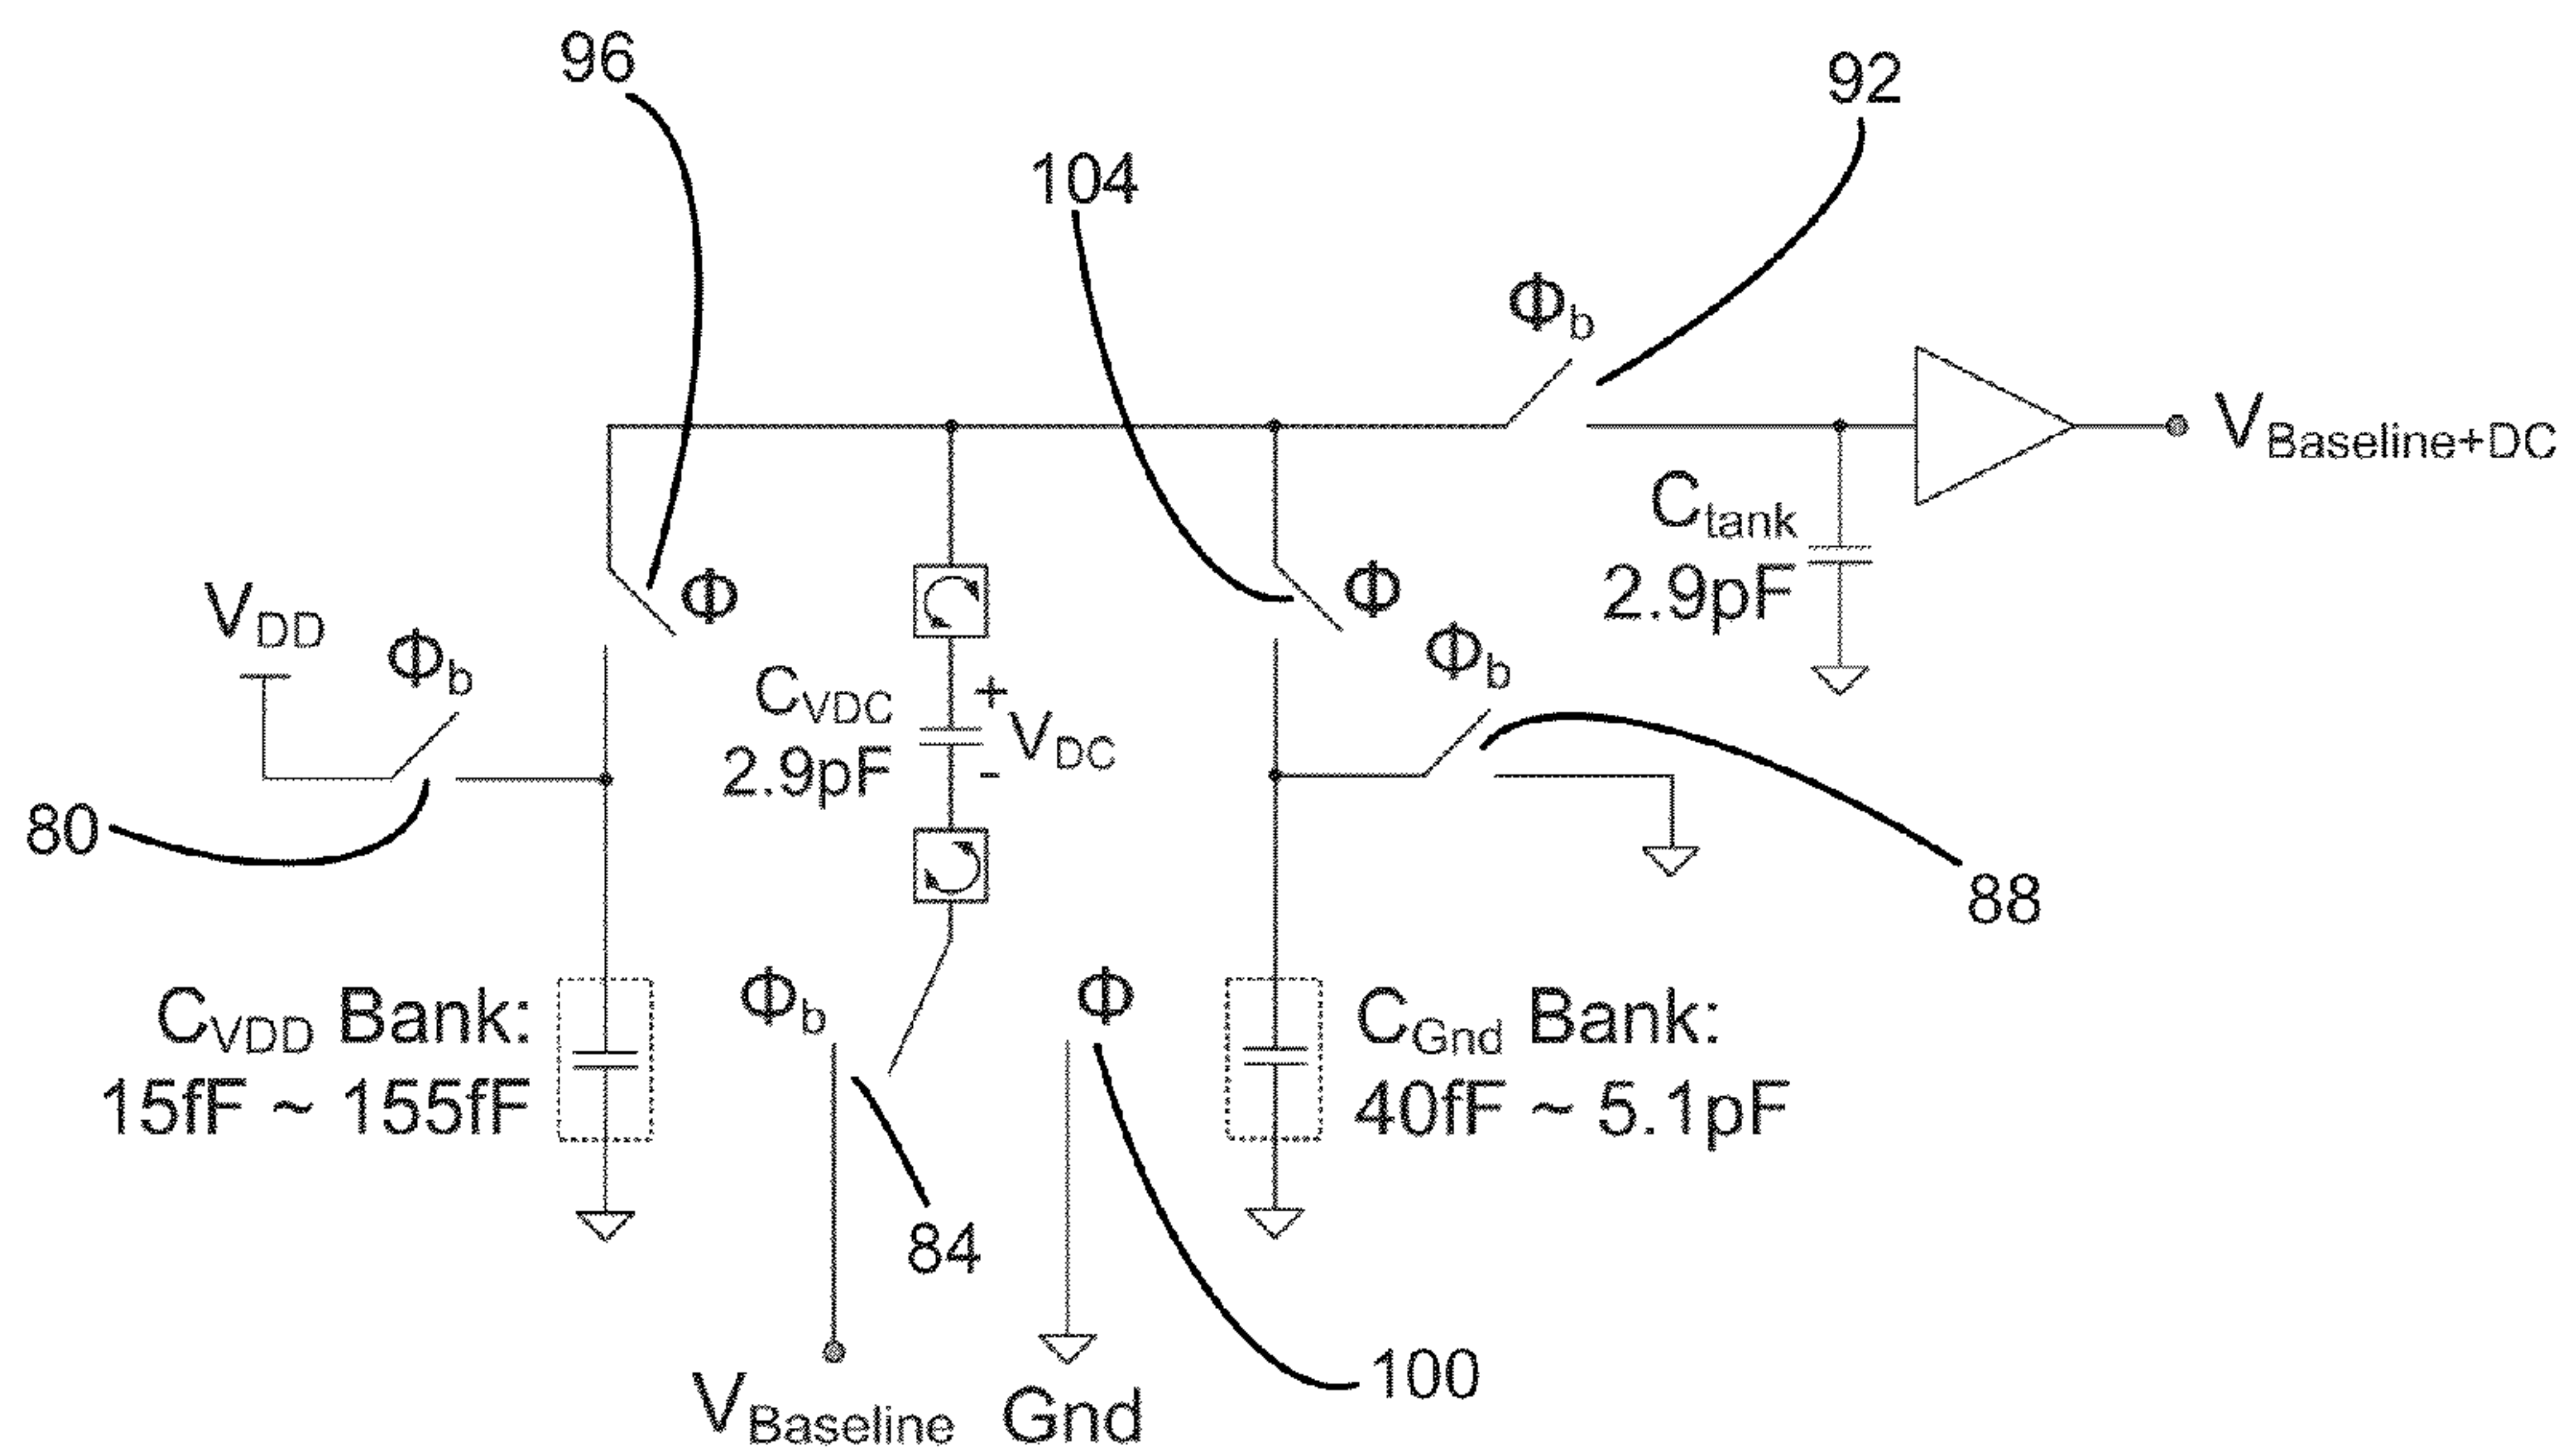 96
92
104
Φb
VBaseline+DC
Ctank
2.9pF
VDD
Φb
Φ
CVDC
2.9pF
+
VDC
-
Φ
Φb
80
88
CVDD Bank:
15fF ~ 155fF
Φb
Φ
CGnd Bank:
40fF ~ 5.1pF
84
100
VBaseline
Gnd